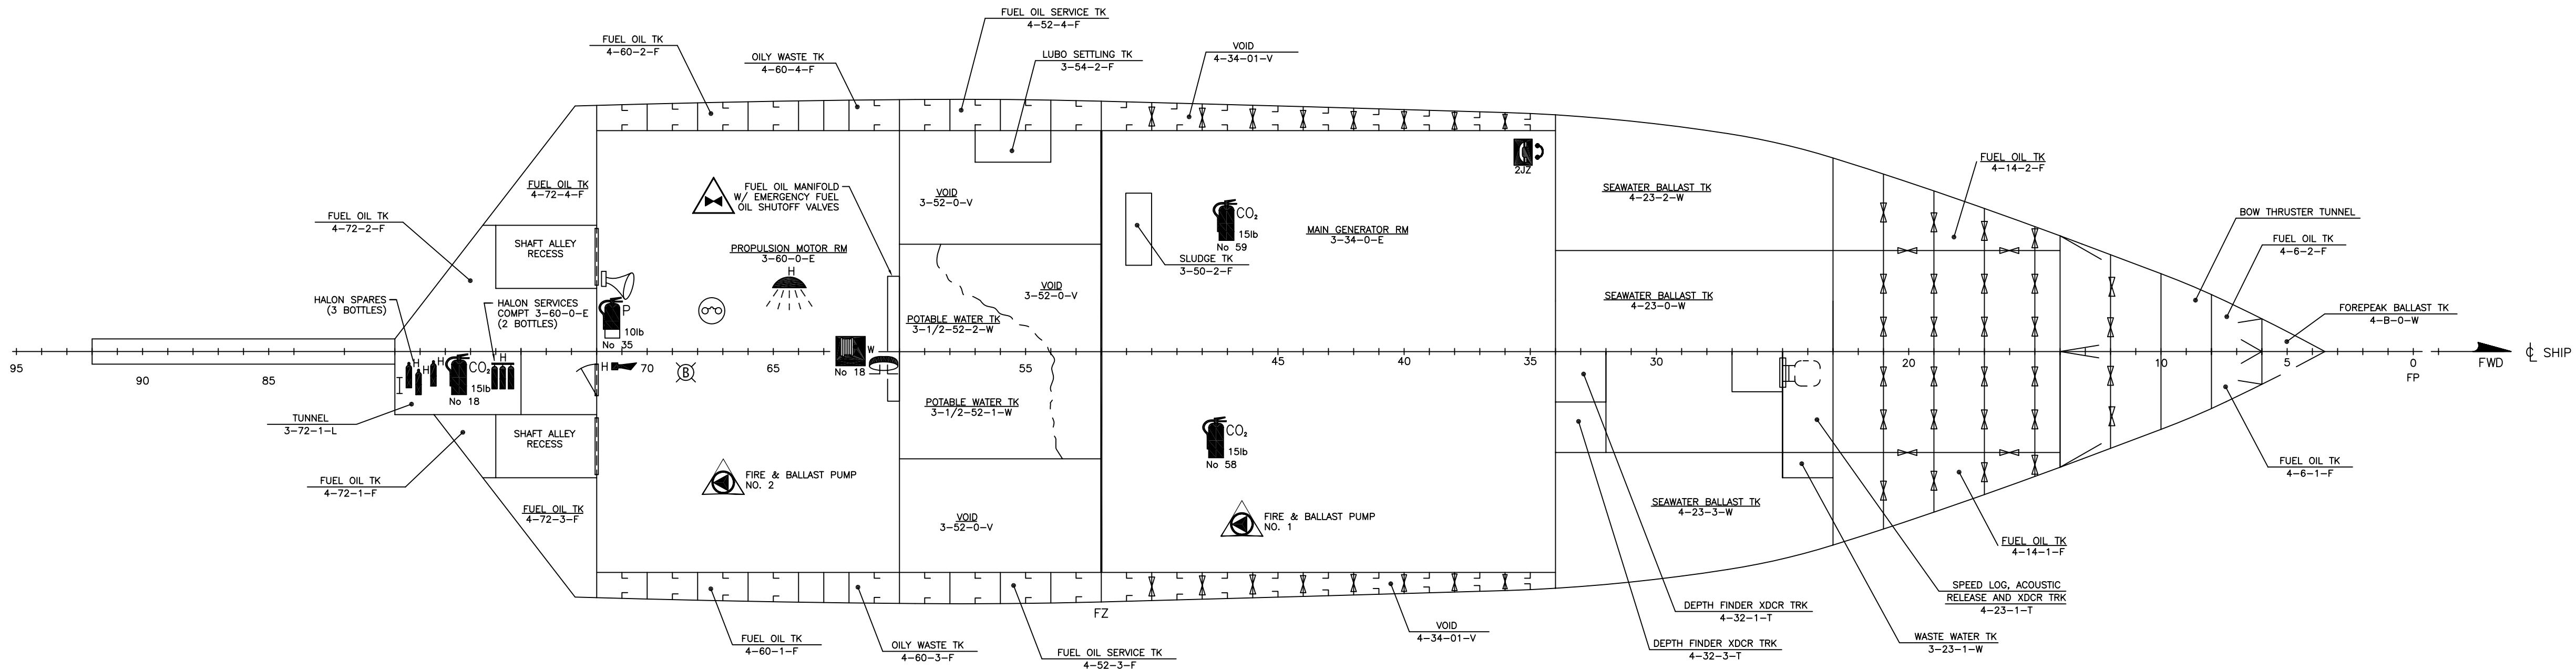 FUEL OIL SERVICE TK
4-52-4-F
FUEL OIL TK
4-60-2-F
OILY WASTE TK
4-60-4-F
LUBO SETTLING TK
3-54-2-F
VOID
4-34-01-V
2JZ
FUEL OIL TK
4-14-2-F
FUEL OIL TK
4-72-4-F
FUEL OIL MANIFOLD
W/ EMERGENCY FUEL
OIL SHUTOFF VALVES
VOID
3-52-0-V
SEAWATER BALLAST TK
4-23-2-W
FUEL OIL TK
4-72-2-F
CO₂
15lb
No 59
MAIN GENERATOR RM
3-34-0-E
BOW THRUSTER TUNNEL
SHAFT ALLEY
RECESS
PROPULSION MOTOR RM
3-60-0-E
H
SLUDGE TK
3-50-2-F
FUEL OIL TK
4-6-2-F
VOID
3-52-0-V
HALON SPARES
(3 BOTTLES)
HALON SERVICES
COMPT 3-60-0-E
(2 BOTTLES)
P
10lb
No 35
SEAWATER BALLAST TK
4-23-0-W
POTABLE WATER TK
3-1/2-52-2-W
FOREPEAK BALLAST TK
4-B-0-W
W
No 18
95
90
85
70
65
55
45
40
35
30
20
10
5
0
FP
FWD
℄ SHIP
H
H
H
H
CO₂
15lb
No 18
H
B
TUNNEL
3-72-1-L
POTABLE WATER TK
3-1/2-52-1-W
SHAFT ALLEY
RECESS
CO₂
15lb
No 58
FUEL OIL TK
4-72-1-F
FIRE & BALLAST PUMP
NO. 2
FUEL OIL TK
4-6-1-F
FUEL OIL TK
4-72-3-F
VOID
3-52-0-V
FIRE & BALLAST PUMP
NO. 1
SEAWATER BALLAST TK
4-23-3-W
FUEL OIL TK
4-14-1-F
SPEED LOG, ACOUSTIC
RELEASE AND XDCR TRK
4-23-1-T
FZ
DEPTH FINDER XDCR TRK
4-32-1-T
VOID
4-34-01-V
WASTE WATER TK
3-23-1-W
FUEL OIL TK
4-60-1-F
OILY WASTE TK
4-60-3-F
FUEL OIL SERVICE TK
4-52-3-F
DEPTH FINDER XDCR TRK
4-32-3-T